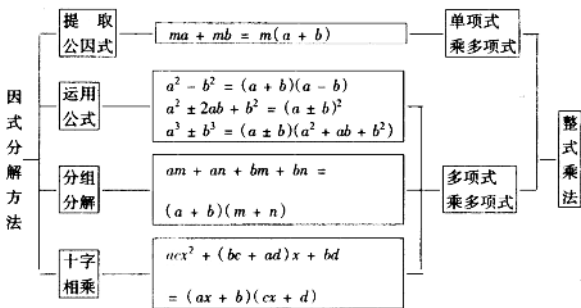 因式分解方法
提取
公因式
ma + mb = m(a + b)
单项式
乘多项式
运用
公式
a² - b² = (a + b)(a - b)
a² ± 2ab + b² = (a ± b)²
a³ ± b³ = (a ± b)(a² + ab + b²)
分组
分解
am + an + bm + bn =
(a + b)(m + n)
多项式
乘多项式
十字
相乘
acx² + (bc + ad)x + bd
= (ax + b)(cx + d)
整式乘法